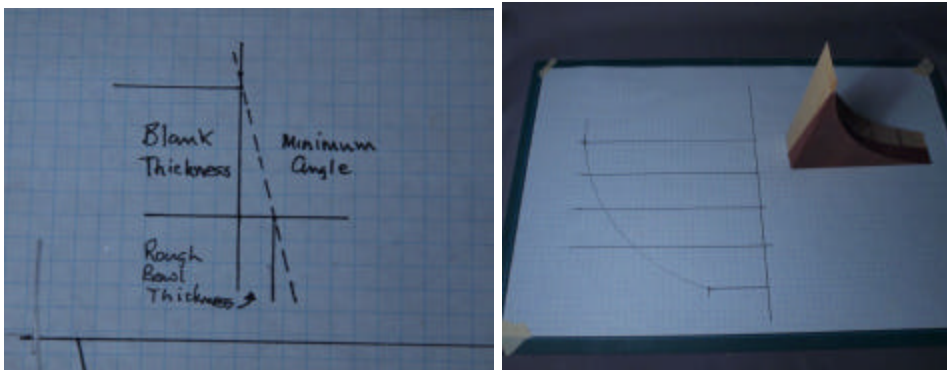 Blank
Thickness
Minimum
Angle
Rough
Bowl
Thickness